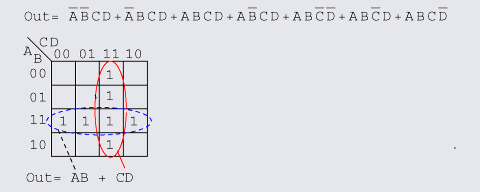 Out= A̅B̅CD + A̅BCD + ABCD + AB̅CD + ABC̅D̅ + ABC̅D + ABCD̅
CD
A B 00 01 11 10
00 1
01 1
11 1 1 1 1
10 1
Out= AB + CD